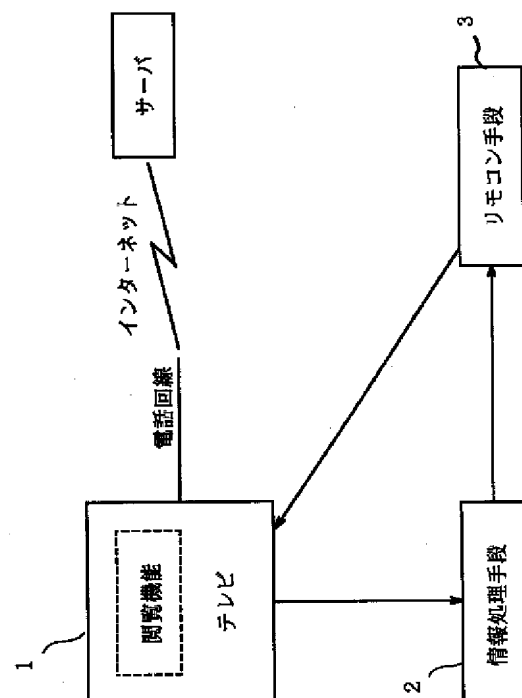 1
閲覧機能
テレビ
電話回線
インターネット
サーバ
2
情報処理手段
リモコン手段
3